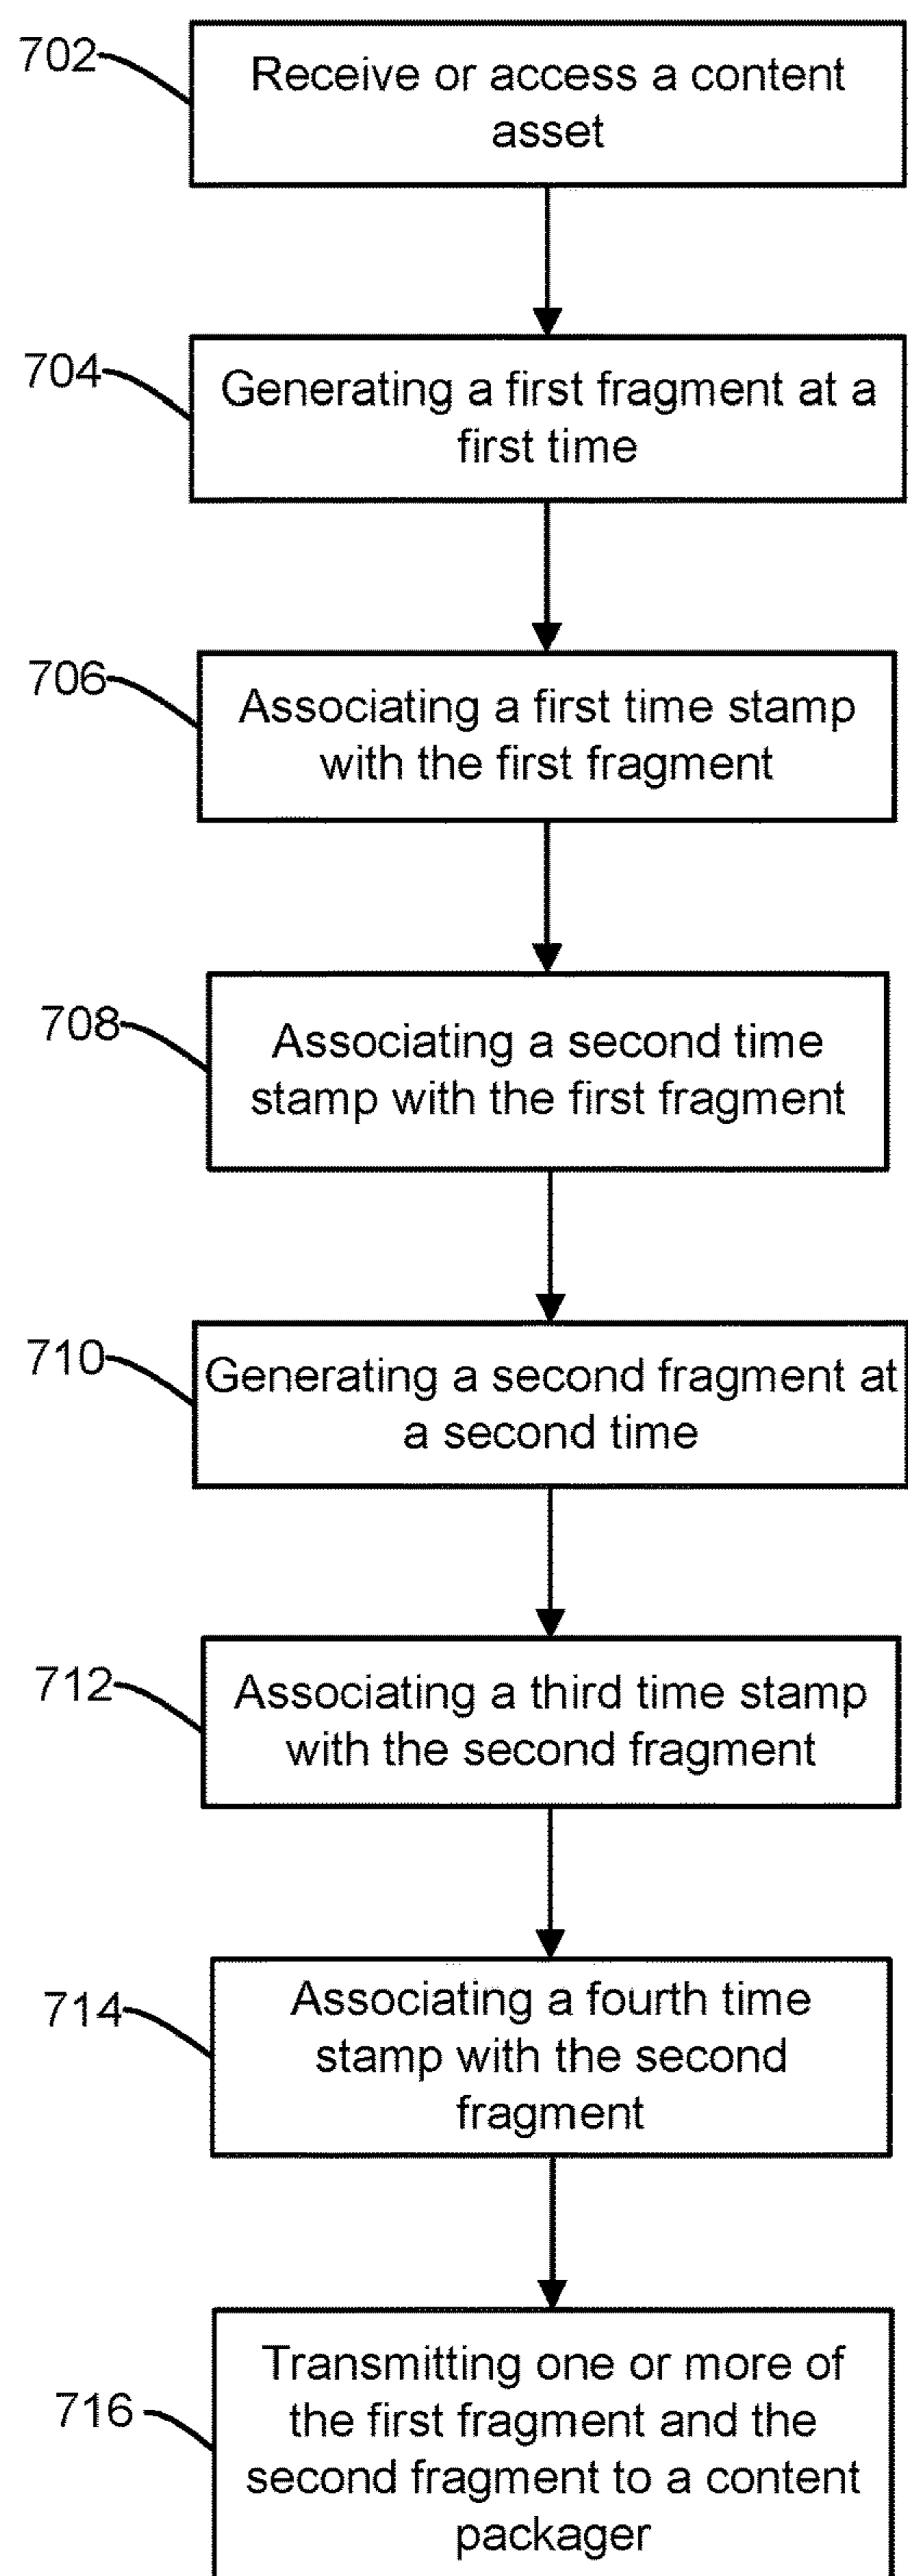 702
Receive or access a content
asset
704
Generating a first fragment at a
first time
706
Associating a first time stamp
with the first fragment
708
Associating a second time
stamp with the first fragment
710
Generating a second fragment at
a second time
712
Associating a third time stamp
with the second fragment
714
Associating a fourth time
stamp with the second
fragment
716
Transmitting one or more of
the first fragment and the
second fragment to a content
packager